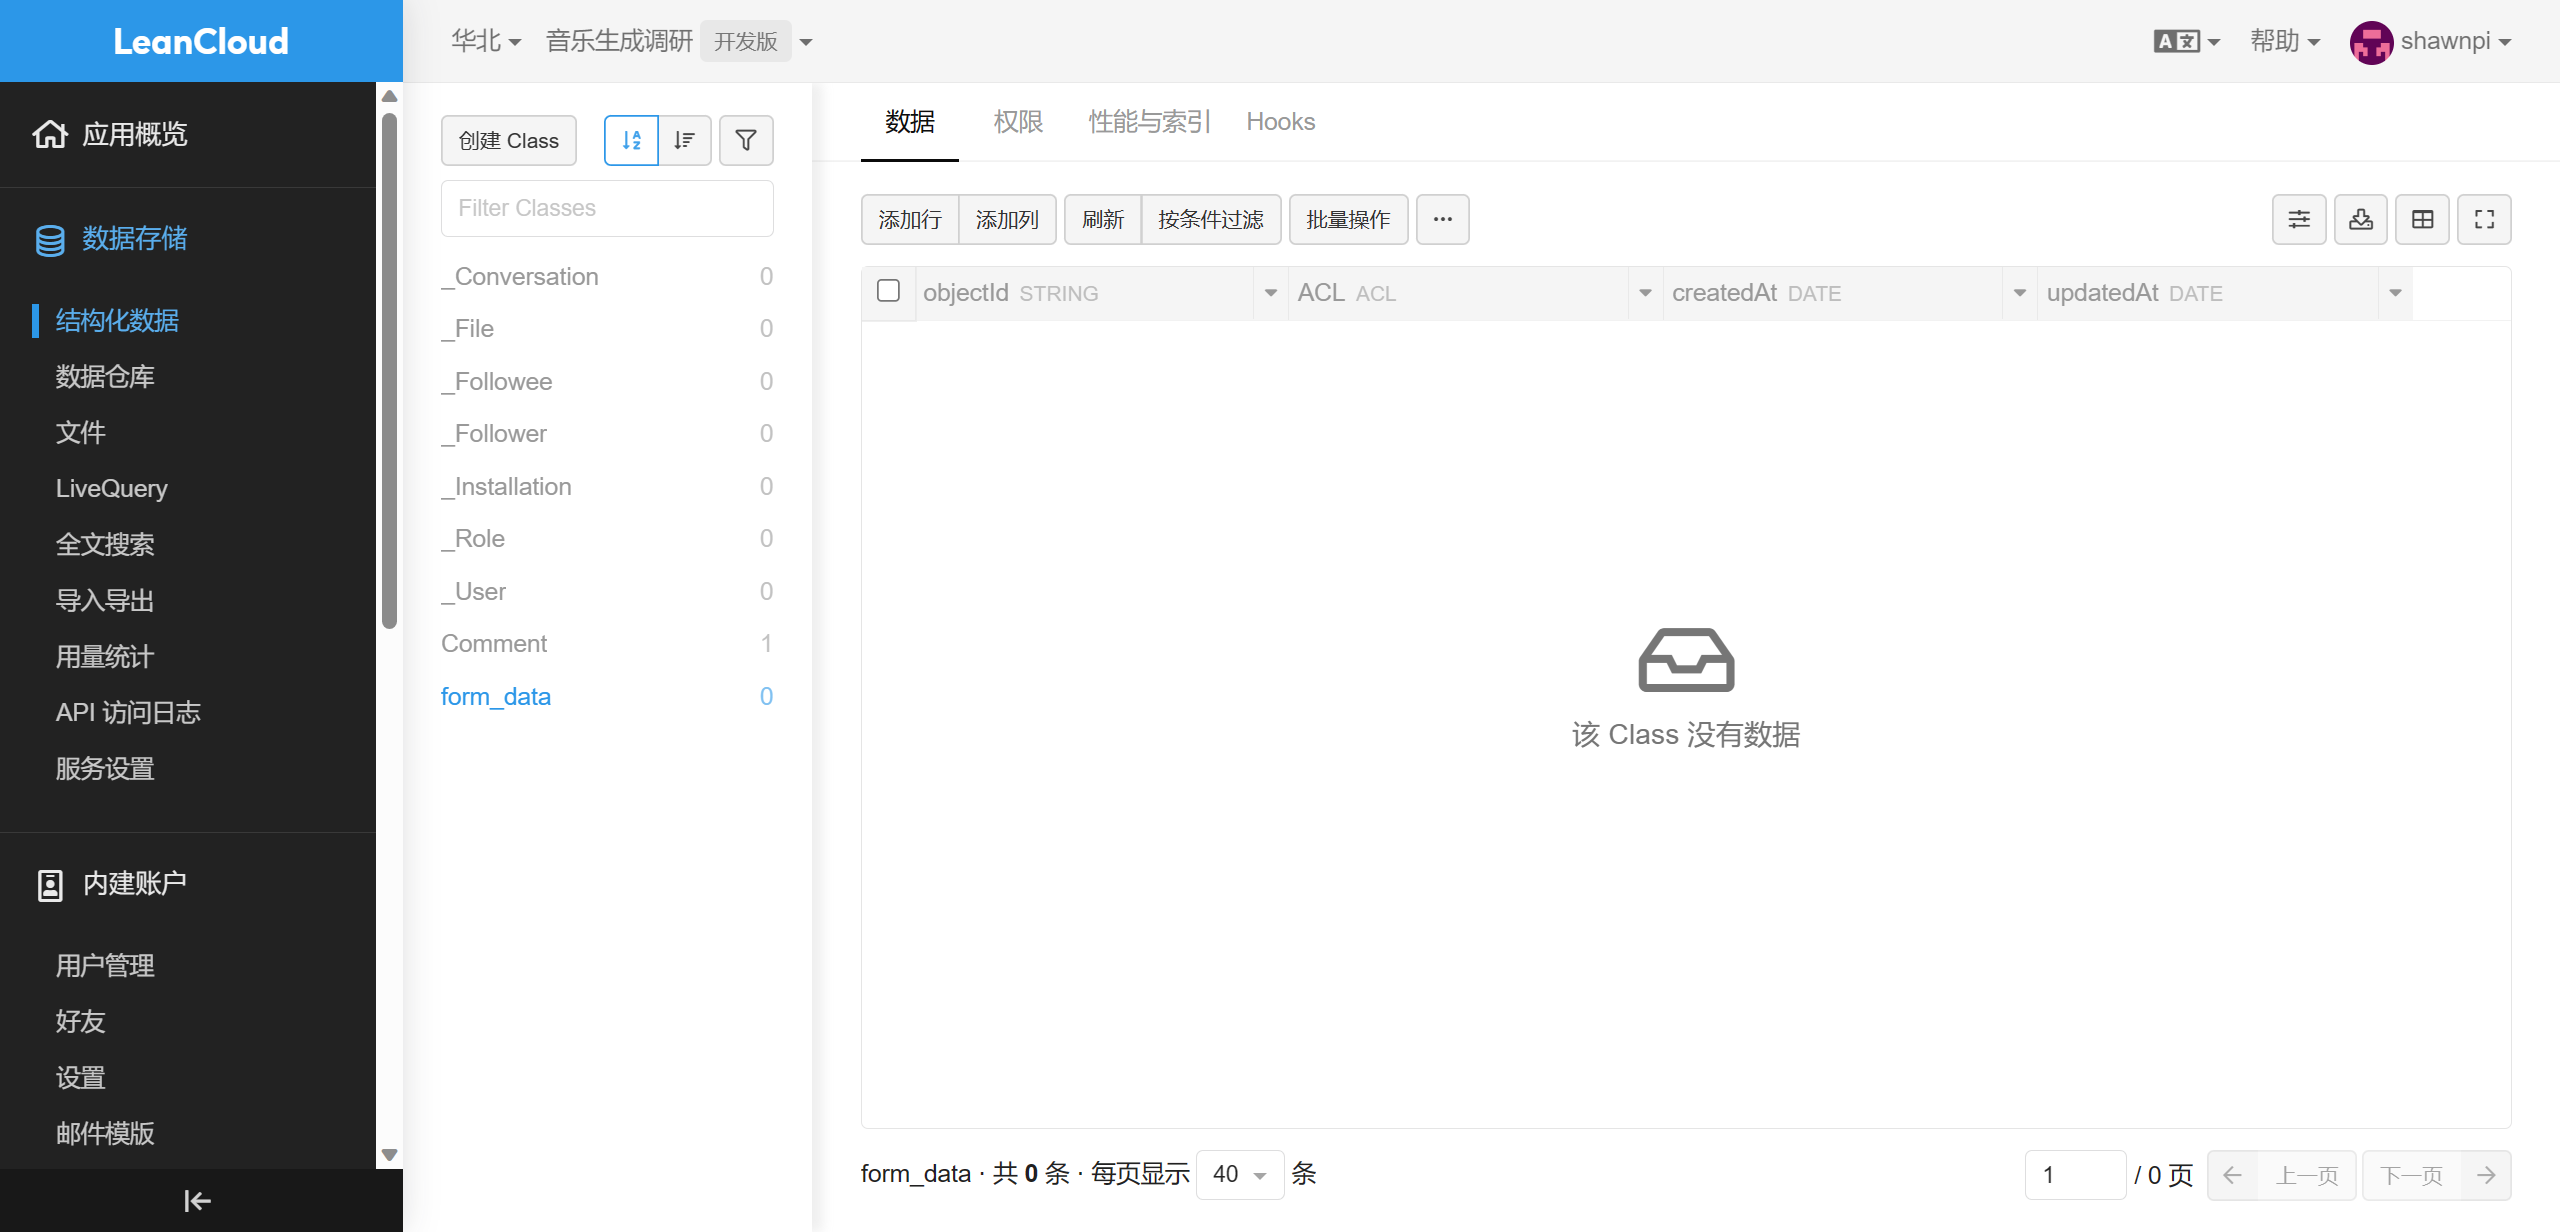 LeanCloud
华北
音乐生成调研
开发版
帮助
shawnpi
应用概览
数据存储
结构化数据
数据仓库
文件
LiveQuery
全文搜索
导入导出
用量统计
API 访问日志
服务设置
内建账户
用户管理
好友
设置
邮件模版
创建 Class
Filter Classes
_Conversation 0
_File 0
_Followee 0
_Follower 0
_Installation 0
_Role 0
_User 0
Comment 1
form_data 0
数据 权限 性能与索引 Hooks
添加行 添加列 刷新 按条件过滤 批量操作 ···
objectId STRING ACL ACL createdAt DATE updatedAt DATE
该 Class 没有数据
form_data · 共 0 条 · 每页显示 40 条
1 / 0 页 上一页 下一页